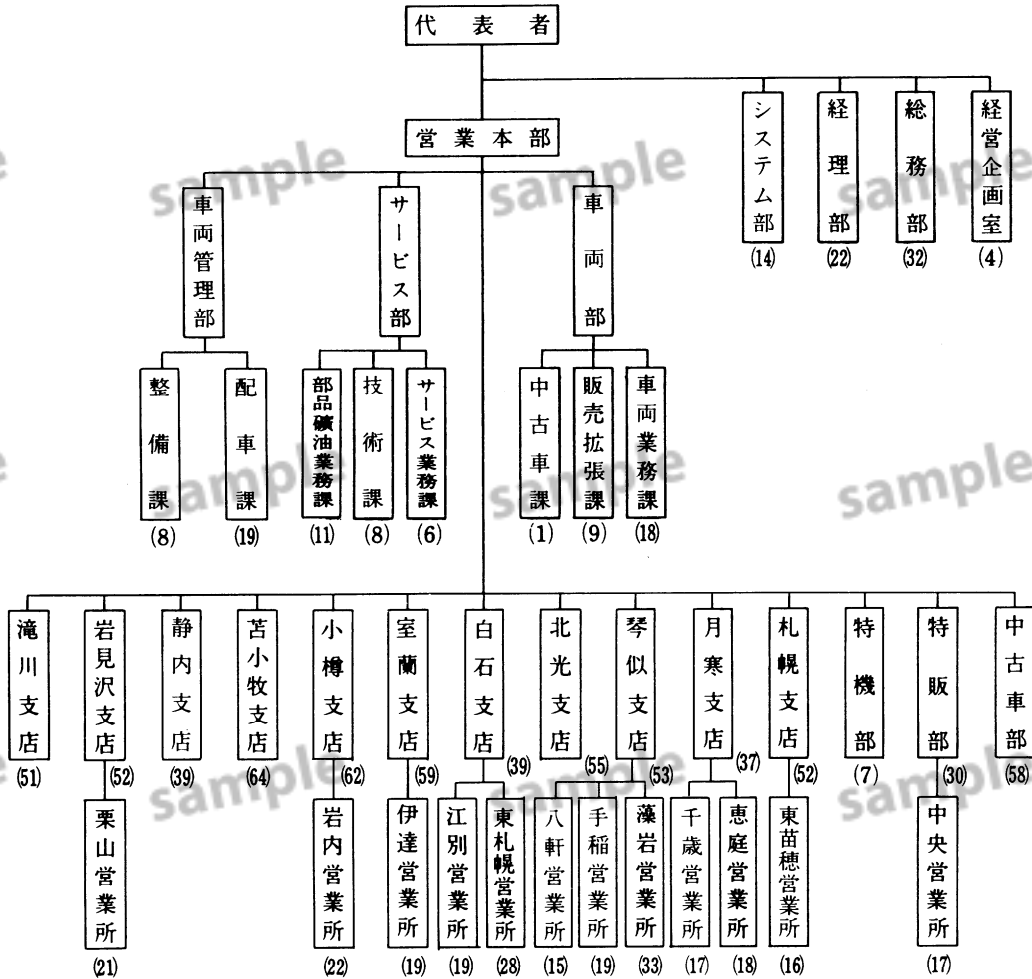 代表者
営業本部
システム部
(14)
経理部
(22)
総務部
(32)
経営企画室
(4)
車両管理部
サービス部
車両部
整備課
(8)
配車課
(19)
部品礦油業務課
(11)
技術課
(8)
サービス業務課
(6)
中古車課
(1)
販売拡張課
(9)
車両業務課
(18)
滝川支店
(51)
岩見沢支店
(52)
静内支店
(39)
苫小牧支店
(64)
小樽支店
(62)
室蘭支店
(59)
白石支店
(39)
北光支店
(55)
琴似支店
(53)
月寒支店
(37)
札幌支店
(52)
特機部
(7)
特販部
(30)
中古車部
(58)
栗山営業所
(21)
岩内営業所
(22)
伊達営業所
(19)
江別営業所
(19)
東札幌営業所
(28)
八軒営業所
(15)
手稲営業所
(19)
藻岩営業所
(33)
千歳営業所
(17)
恵庭営業所
(18)
東苗穂営業所
(16)
中央営業所
(17)
sample
sample
sample
sample
sample
sample
sample
sample
sample